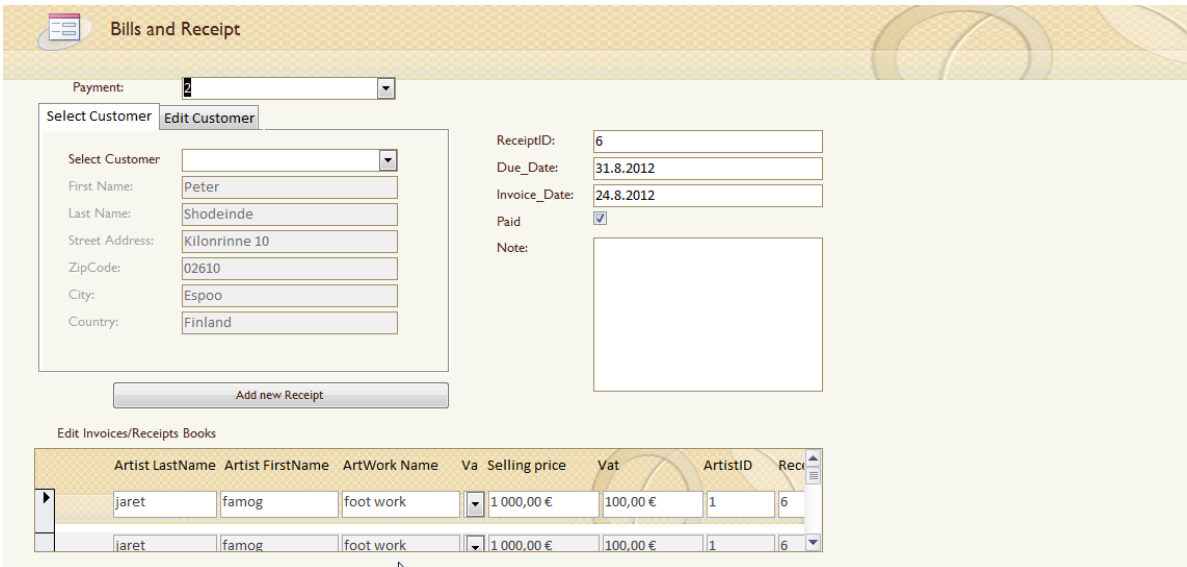 Bills and Receipt
Payment: 2
Select Customer Edit Customer
Select Customer
First Name: Peter
Last Name: Shodeinde
Street Address: Kilonrinne 10
ZipCode: 02610
City: Espoo
Country: Finland
ReceiptID: 6
Due_Date: 31.8.2012
Invoice_Date: 24.8.2012
Paid
Note:
Add new Receipt
Edit Invoices/Receipts Books
Artist LastName Artist FirstName ArtWork Name Va Selling price Vat ArtistID Rece
jaret famog foot work 1 000,00 € 100,00 € 1 6
jaret famog foot work 1 000,00 € 100,00 € 1 6